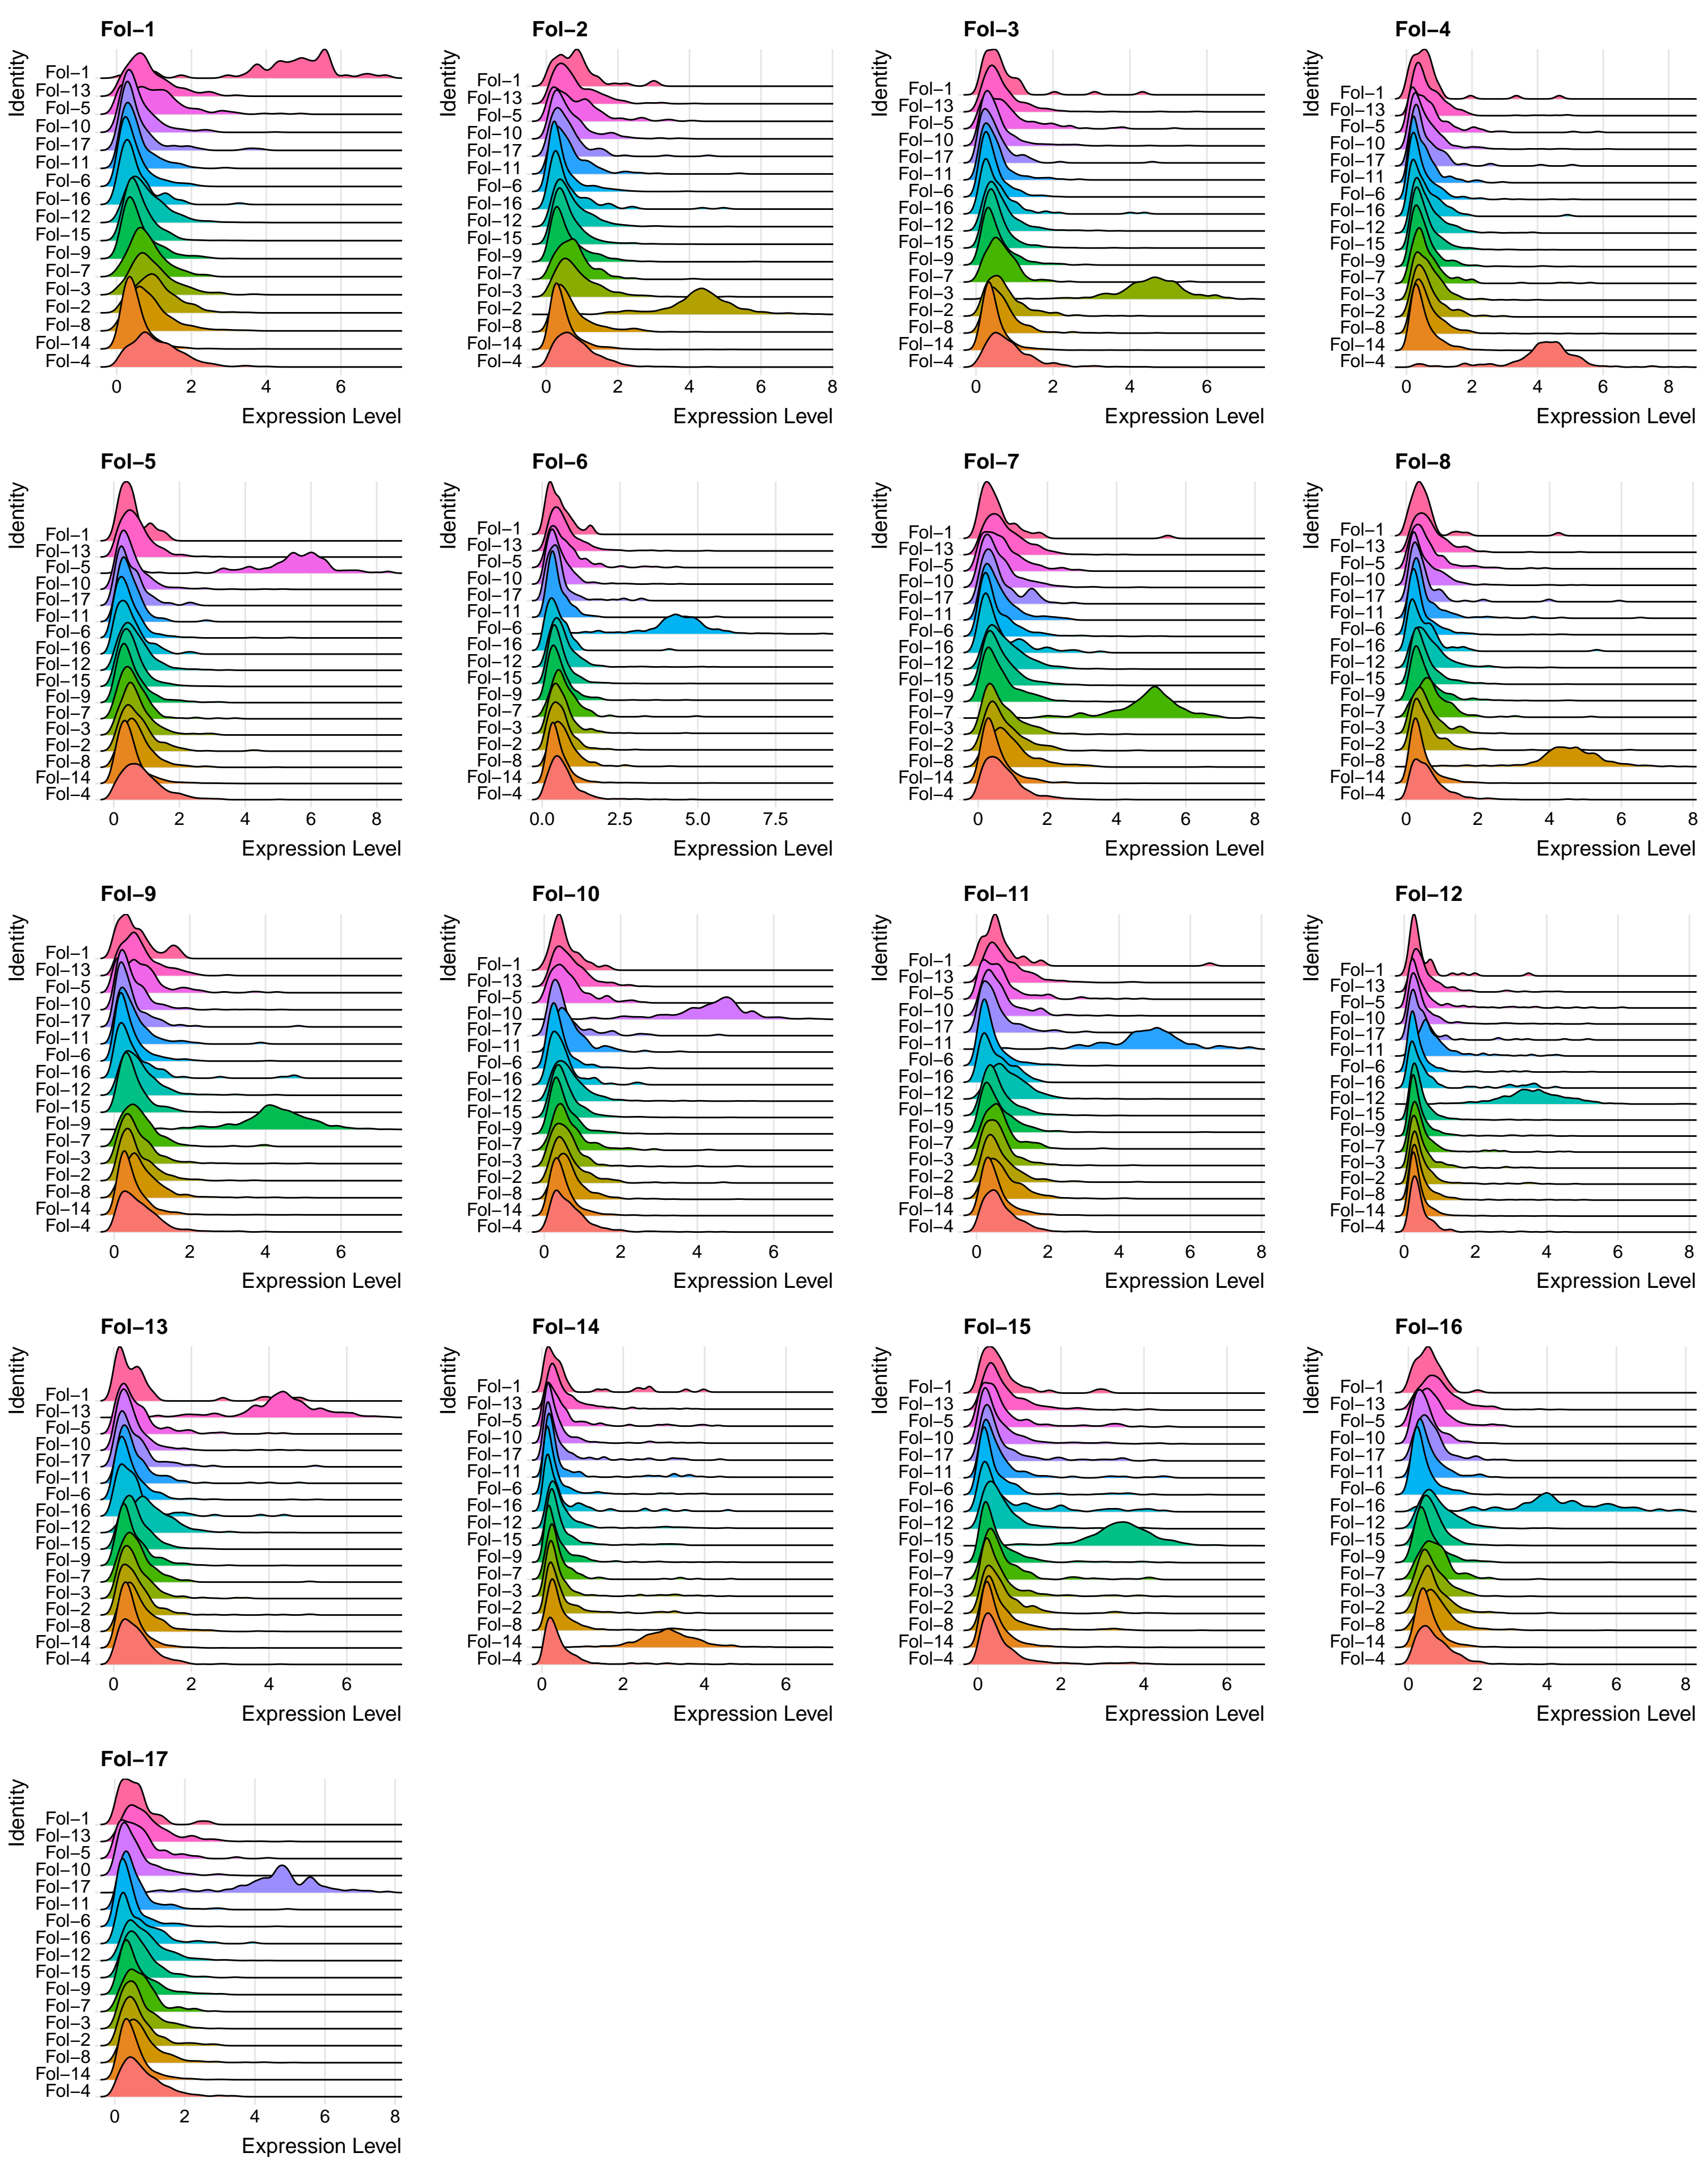 Fol−1
Identity
Fol−1
Fol−13
Fol−5
Fol−10
Fol−17
Fol−11
Fol−6
Fol−16
Fol−12
Fol−15
Fol−9
Fol−7
Fol−3
Fol−2
Fol−8
Fol−14
Fol−4
0 2 4 6
Expression Level
Fol−2
Identity
Fol−1
Fol−13
Fol−5
Fol−10
Fol−17
Fol−11
Fol−6
Fol−16
Fol−12
Fol−15
Fol−9
Fol−7
Fol−3
Fol−2
Fol−8
Fol−14
Fol−4
0 2 4 6 8
Expression Level
Fol−3
Identity
Fol−1
Fol−13
Fol−5
Fol−10
Fol−17
Fol−11
Fol−6
Fol−16
Fol−12
Fol−15
Fol−9
Fol−7
Fol−3
Fol−2
Fol−8
Fol−14
Fol−4
0 2 4 6
Expression Level
Fol−4
Identity
Fol−1
Fol−13
Fol−5
Fol−10
Fol−17
Fol−11
Fol−6
Fol−16
Fol−12
Fol−15
Fol−9
Fol−7
Fol−3
Fol−2
Fol−8
Fol−14
Fol−4
0 2 4 6 8
Expression Level
Fol−5
Identity
Fol−1
Fol−13
Fol−5
Fol−10
Fol−17
Fol−11
Fol−6
Fol−16
Fol−12
Fol−15
Fol−9
Fol−7
Fol−3
Fol−2
Fol−8
Fol−14
Fol−4
0 2 4 6 8
Expression Level
Fol−6
Identity
Fol−1
Fol−13
Fol−5
Fol−10
Fol−17
Fol−11
Fol−6
Fol−16
Fol−12
Fol−15
Fol−9
Fol−7
Fol−3
Fol−2
Fol−8
Fol−14
Fol−4
0.0 2.5 5.0 7.5
Expression Level
Fol−7
Identity
Fol−1
Fol−13
Fol−5
Fol−10
Fol−17
Fol−11
Fol−6
Fol−16
Fol−12
Fol−15
Fol−9
Fol−7
Fol−3
Fol−2
Fol−8
Fol−14
Fol−4
0 2 4 6 8
Expression Level
Fol−8
Identity
Fol−1
Fol−13
Fol−5
Fol−10
Fol−17
Fol−11
Fol−6
Fol−16
Fol−12
Fol−15
Fol−9
Fol−7
Fol−3
Fol−2
Fol−8
Fol−14
Fol−4
0 2 4 6 8
Expression Level
Fol−9
Identity
Fol−1
Fol−13
Fol−5
Fol−10
Fol−17
Fol−11
Fol−6
Fol−16
Fol−12
Fol−15
Fol−9
Fol−7
Fol−3
Fol−2
Fol−8
Fol−14
Fol−4
0 2 4 6
Expression Level
Fol−10
Identity
Fol−1
Fol−13
Fol−5
Fol−10
Fol−17
Fol−11
Fol−6
Fol−16
Fol−12
Fol−15
Fol−9
Fol−7
Fol−3
Fol−2
Fol−8
Fol−14
Fol−4
0 2 4 6
Expression Level
Fol−11
Identity
Fol−1
Fol−13
Fol−5
Fol−10
Fol−17
Fol−11
Fol−6
Fol−16
Fol−12
Fol−15
Fol−9
Fol−7
Fol−3
Fol−2
Fol−8
Fol−14
Fol−4
0 2 4 6 8
Expression Level
Fol−12
Identity
Fol−1
Fol−13
Fol−5
Fol−10
Fol−17
Fol−11
Fol−6
Fol−16
Fol−12
Fol−15
Fol−9
Fol−7
Fol−3
Fol−2
Fol−8
Fol−14
Fol−4
0 2 4 6 8
Expression Level
Fol−13
Identity
Fol−1
Fol−13
Fol−5
Fol−10
Fol−17
Fol−11
Fol−6
Fol−16
Fol−12
Fol−15
Fol−9
Fol−7
Fol−3
Fol−2
Fol−8
Fol−14
Fol−4
0 2 4 6
Expression Level
Fol−14
Identity
Fol−1
Fol−13
Fol−5
Fol−10
Fol−17
Fol−11
Fol−6
Fol−16
Fol−12
Fol−15
Fol−9
Fol−7
Fol−3
Fol−2
Fol−8
Fol−14
Fol−4
0 2 4 6
Expression Level
Fol−15
Identity
Fol−1
Fol−13
Fol−5
Fol−10
Fol−17
Fol−11
Fol−6
Fol−16
Fol−12
Fol−15
Fol−9
Fol−7
Fol−3
Fol−2
Fol−8
Fol−14
Fol−4
0 2 4 6
Expression Level
Fol−16
Identity
Fol−1
Fol−13
Fol−5
Fol−10
Fol−17
Fol−11
Fol−6
Fol−16
Fol−12
Fol−15
Fol−9
Fol−7
Fol−3
Fol−2
Fol−8
Fol−14
Fol−4
0 2 4 6 8
Expression Level
Fol−17
Identity
Fol−1
Fol−13
Fol−5
Fol−10
Fol−17
Fol−11
Fol−6
Fol−16
Fol−12
Fol−15
Fol−9
Fol−7
Fol−3
Fol−2
Fol−8
Fol−14
Fol−4
0 2 4 6 8
Expression Level